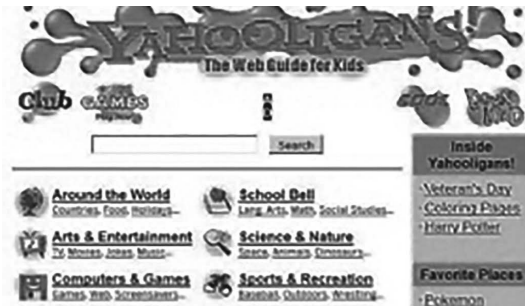 YAHOOLIGANS!
The Web Guide for Kids
Club
GAMES
COOL
Search
Around the World
Countries, Food, Holidays...
School Bell
Lang. Arts, Math, Social Studies...
Arts & Entertainment
TV, Movies, Jokes, Music...
Science & Nature
Space, Animals, Dinosaurs...
Computers & Games
Games, Web, Screensavers...
Sports & Recreation
Baseball, Outdoors, Wrestling...
Inside
Yahooligans!
·Veteran's Day
·Coloring Pages
·Harry Potter
Favorite Places
·Pokemon